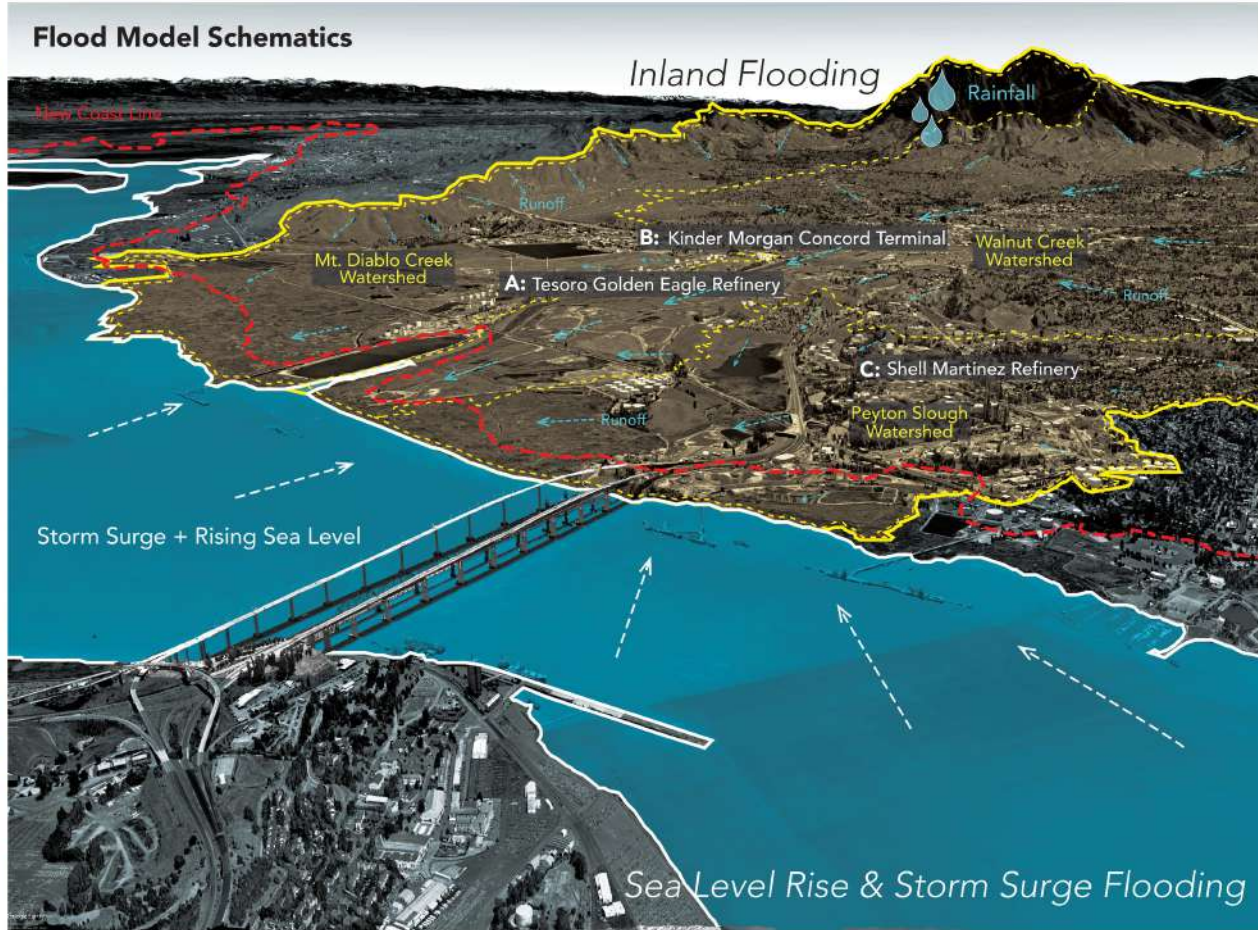 Flood Model Schematics
Inland Flooding
Rainfall
New Coast Line
Runoff
B: Kinder Morgan Concord Terminal
Walnut Creek
Watershed
Mt. Diablo Creek
Watershed
A: Tesoro Golden Eagle Refinery
Runoff
C: Shell Martinez Refinery
Peyton Slough
Watershed
Runoff
Storm Surge + Rising Sea Level
Sea Level Rise & Storm Surge Flooding